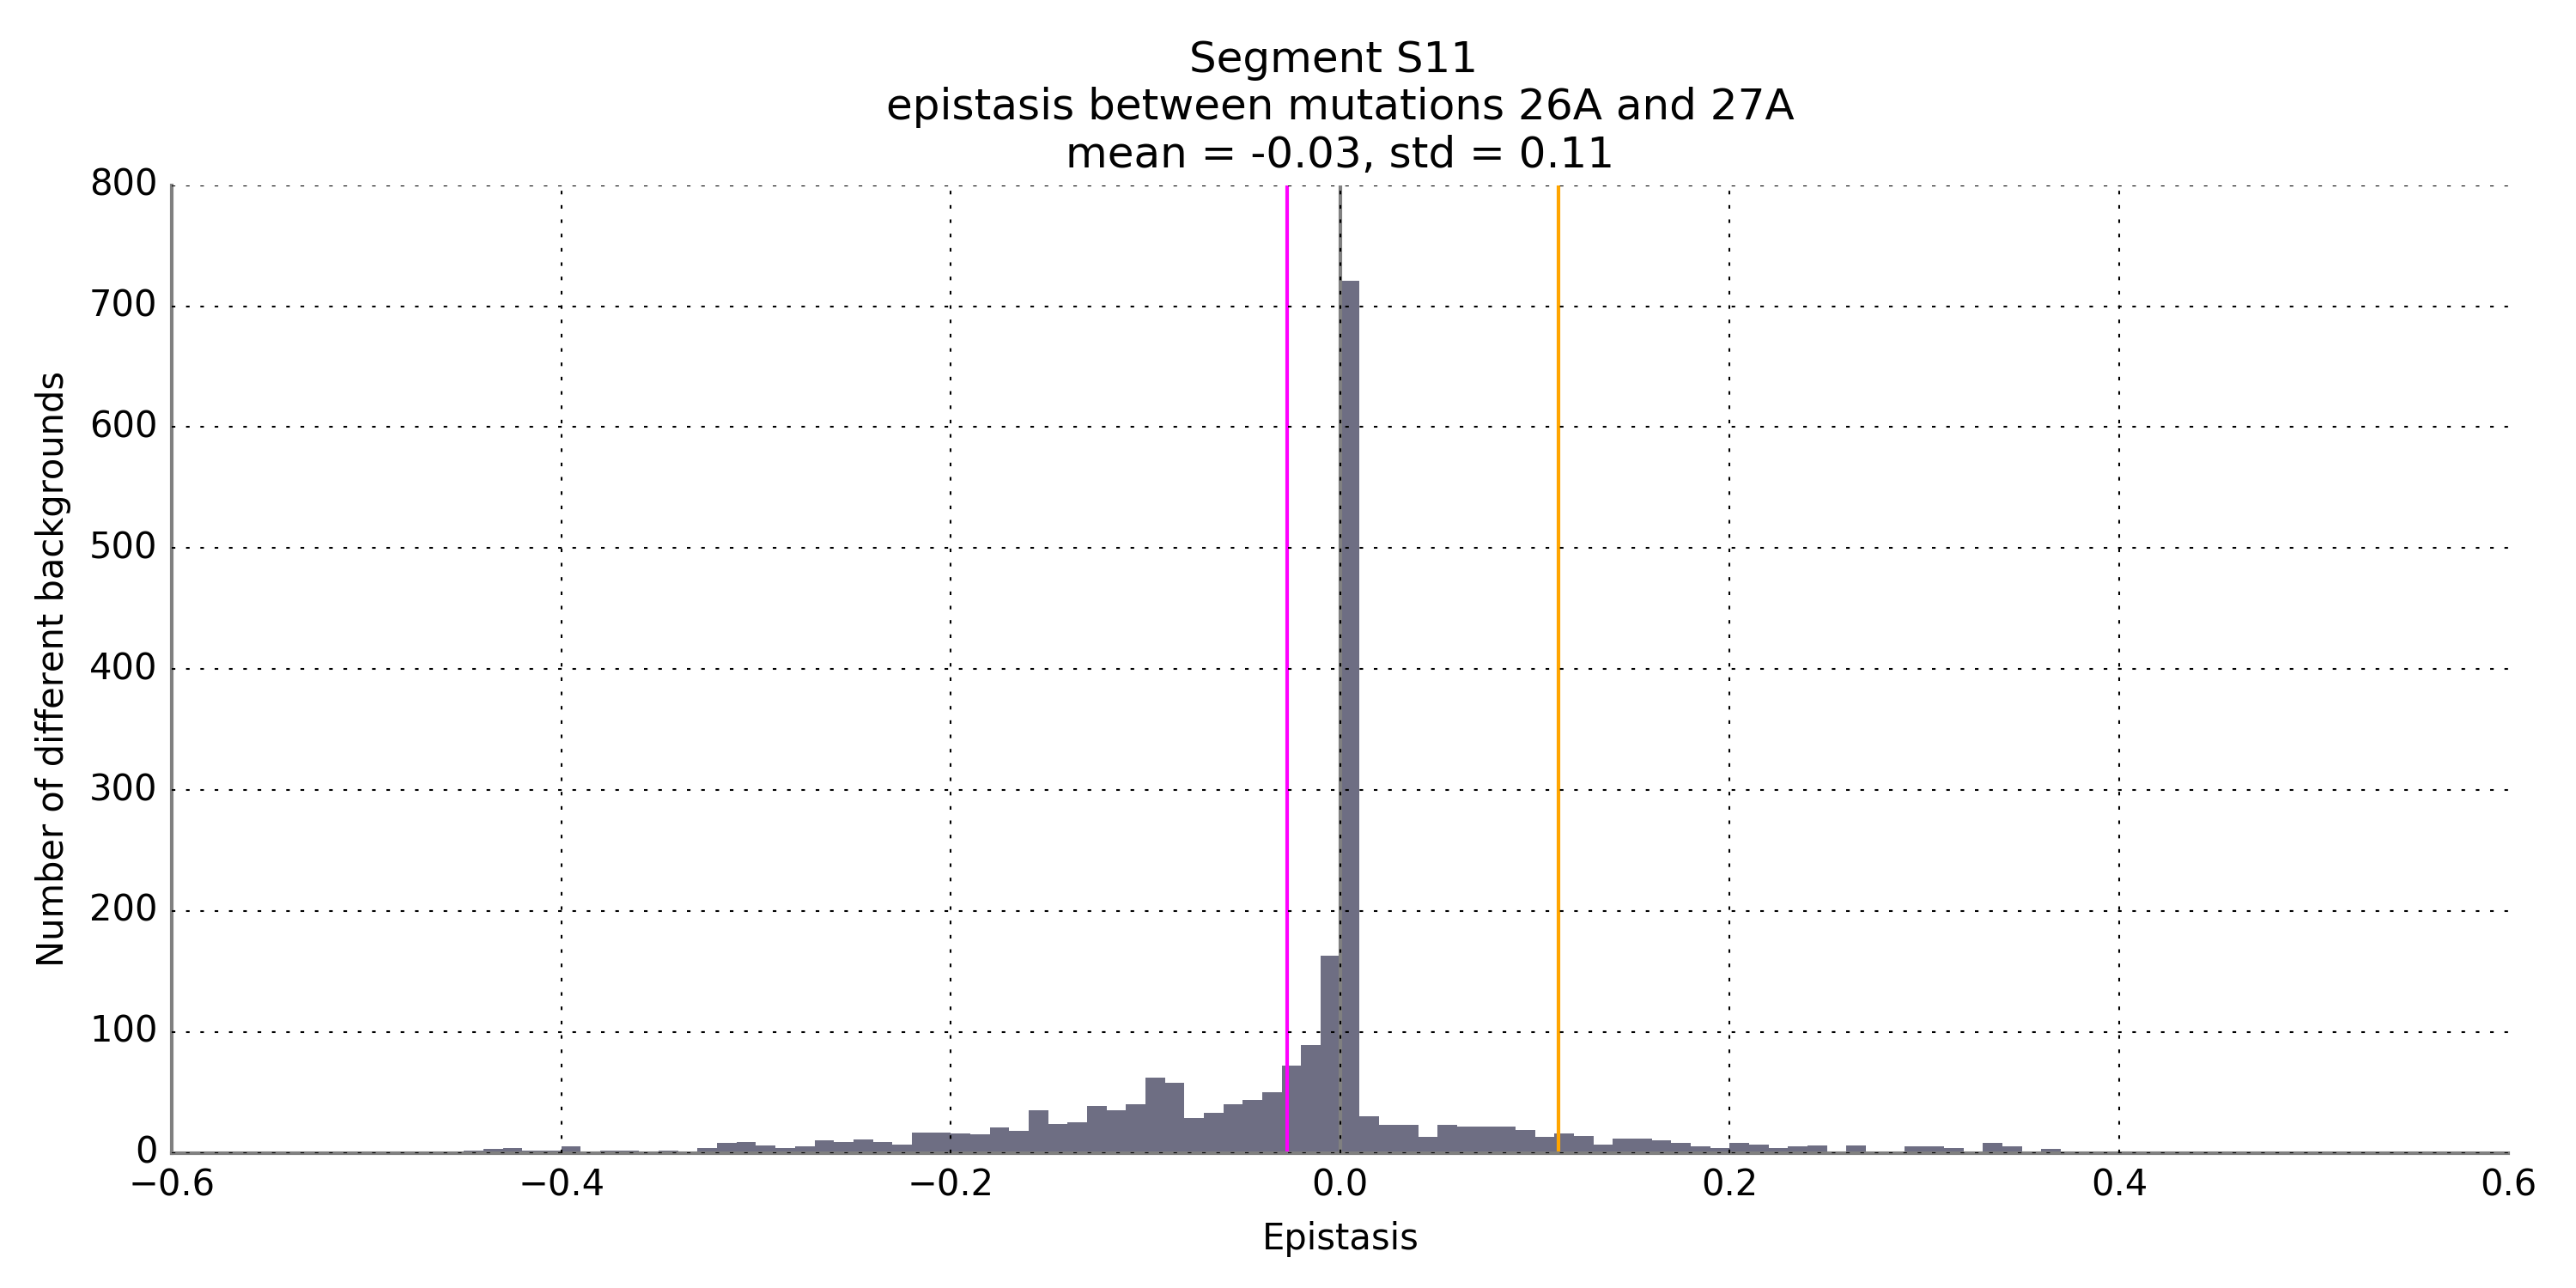 Segment S11
epistasis between mutations 26A and 27A
mean = -0.03, std = 0.11
800
700
600
500
400
300
200
100
0
Number of different backgrounds
−0.6 −0.4 −0.2 0.0 0.2 0.4 0.6
Epistasis